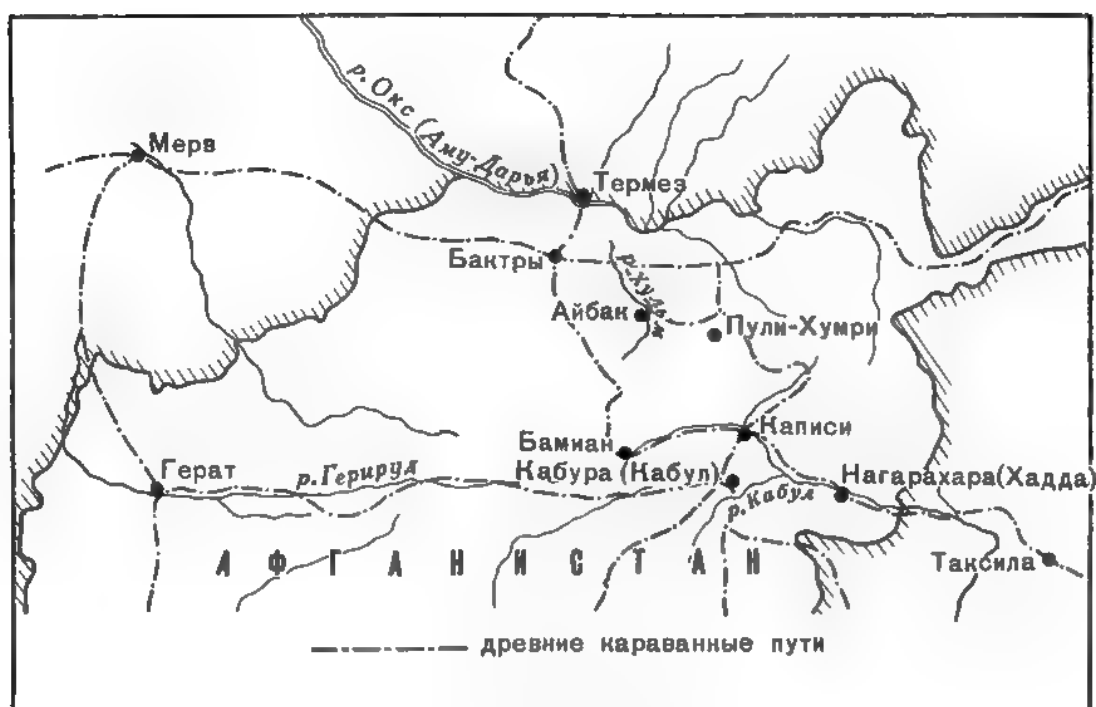 р. Окс (Аму-Дарья)
Мерв
Термез
Бактры
Айбак
Пули-Хумри
Бамиан
Каписи
Герат
р. Герируд
Кабура (Кабул)
р. Кабул
Нагарахара (Хадда)
АФГАНИСТАН
Таксила
древние караванные пути